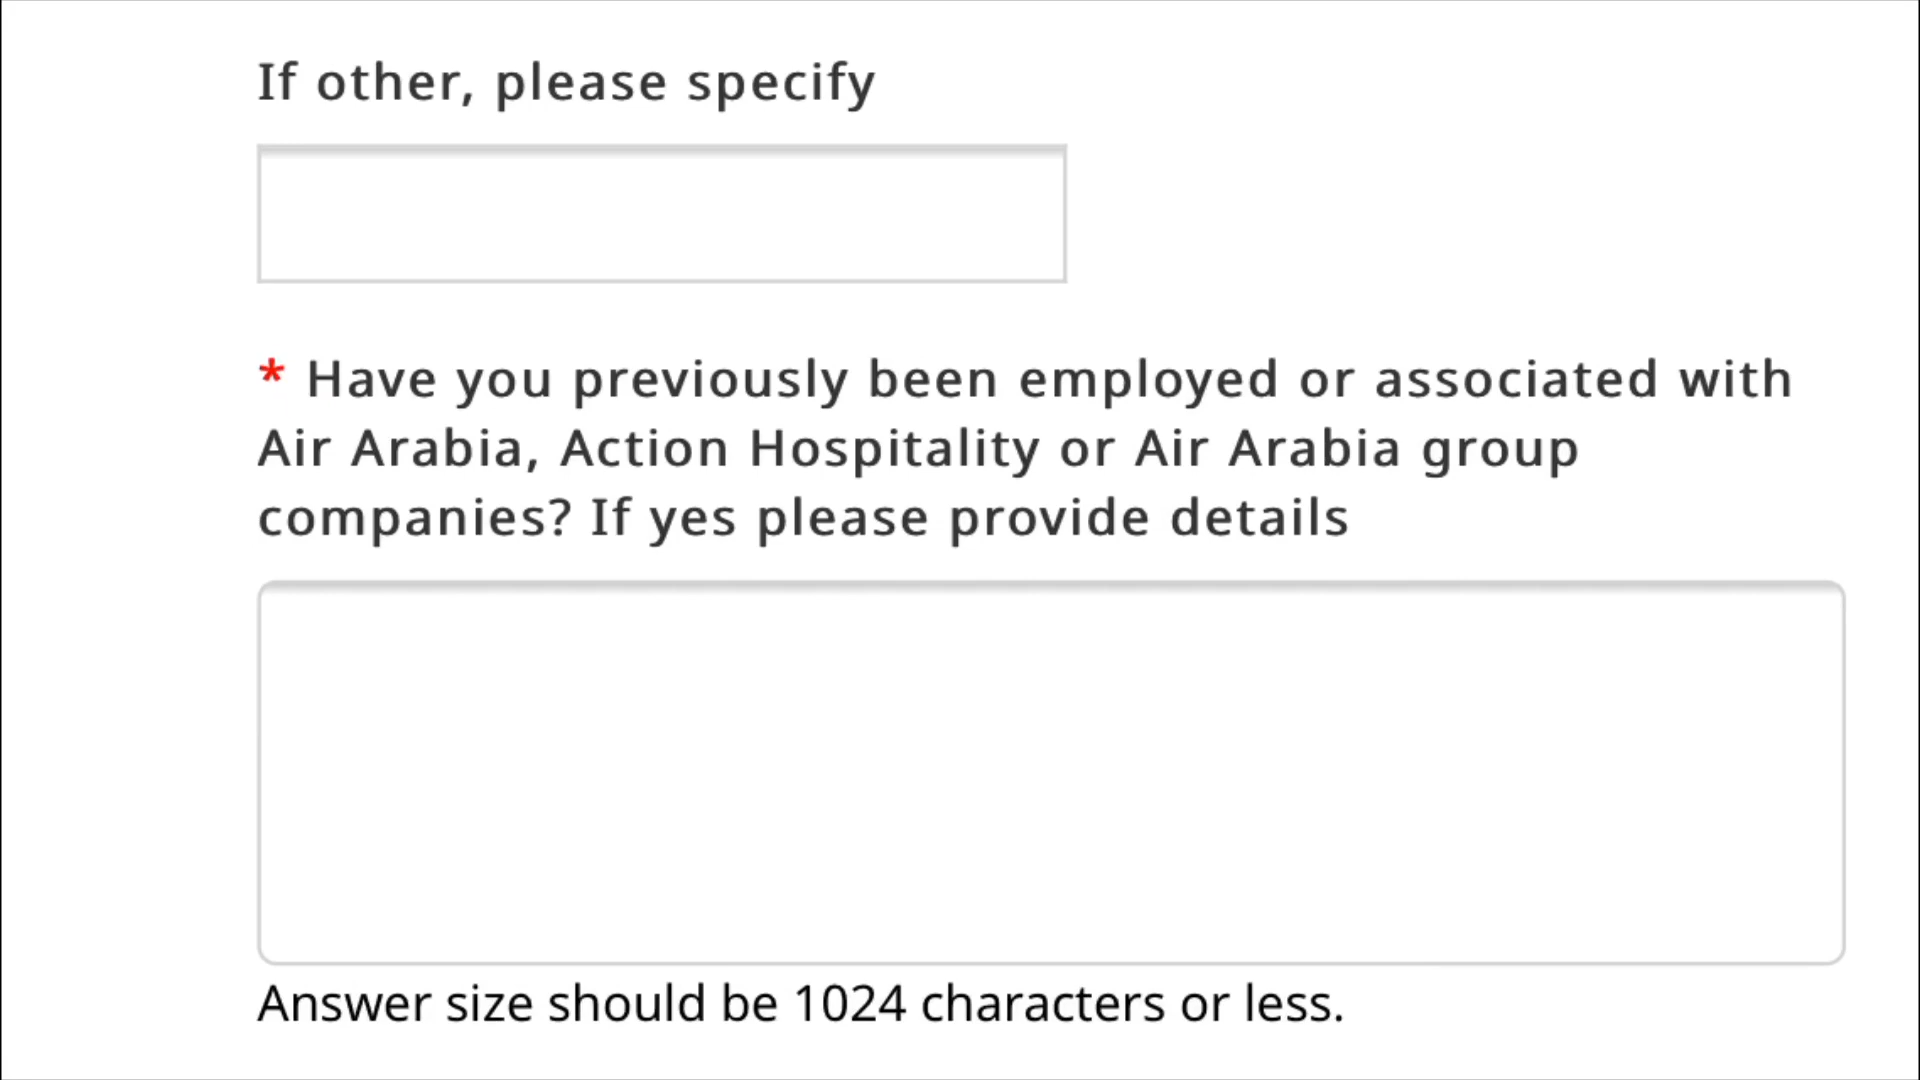 If other, please specify
* Have you previously been employed or associated with
Air Arabia, Action Hospitality or Air Arabia group
companies? If yes please provide details
Answer size should be 1024 characters or less.